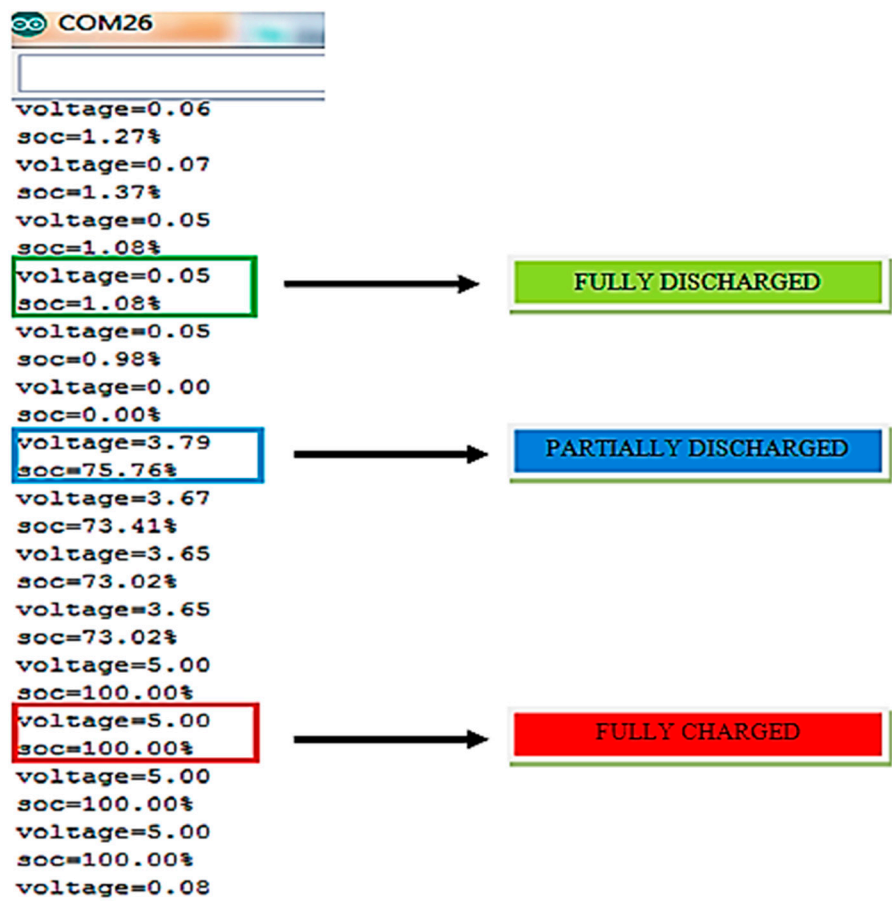 COM26
voltage=0.06
soc=1.27%
voltage=0.07
soc=1.37%
voltage=0.05
soc=1.08%
voltage=0.05
soc=1.08%
FULLY DISCHARGED
voltage=0.05
soc=0.98%
voltage=0.00
soc=0.00%
voltage=3.79
soc=75.76%
PARTIALLY DISCHARGED
voltage=3.67
soc=73.41%
voltage=3.65
soc=73.02%
voltage=3.65
soc=73.02%
voltage=5.00
soc=100.00%
voltage=5.00
soc=100.00%
FULLY CHARGED
voltage=5.00
soc=100.00%
voltage=5.00
soc=100.00%
voltage=0.08